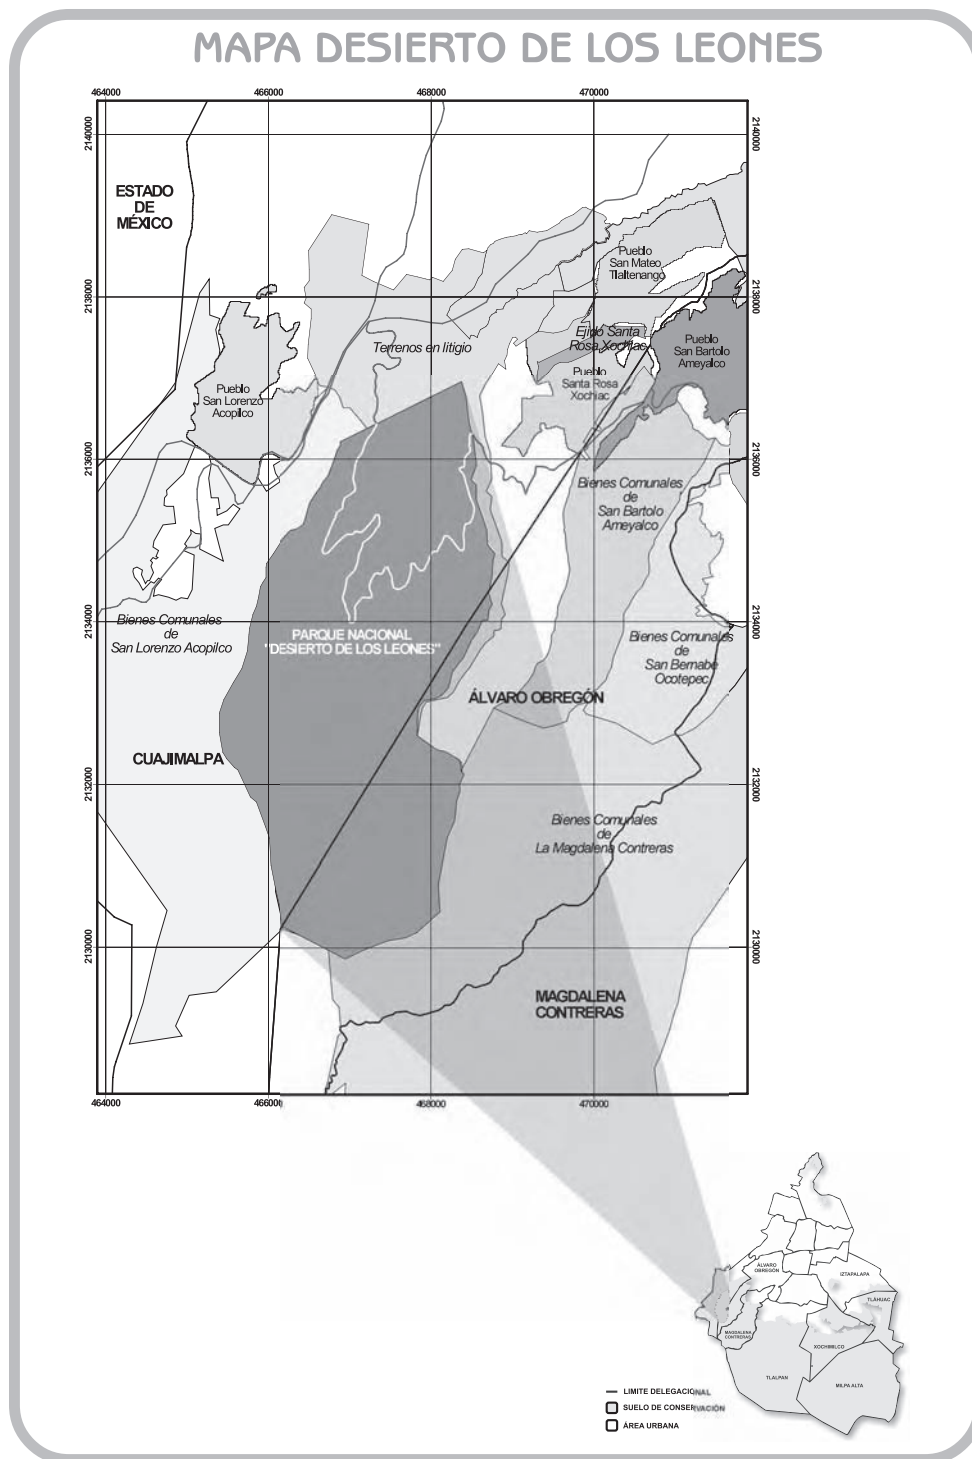 MAPA DESIERTO DE LOS LEONES
464000
466000
468000
470000
2140000
2140000
ESTADO
DE
MÉXICO
Pueblo
San Mateo
Tlaltenango
2138000
2138000
Terrenos en litigio
Ejido Santa
Rosa Xochiac
Pueblo
San Bartolo
Ameyalco
Pueblo
San Lorenzo
Acopilco
Pueblo
Santa Rosa
Xochiac
2136000
2136000
Bienes Comunales
de
San Bartolo
Ameyalco
2134000
2134000
Bienes Comunales
de
San Lorenzo Acopilco
PARQUE NACIONAL
"DESIERTO DE LOS LEONES"
Bienes Comunales
de
San Bernabé
Ocotepec
ÁLVARO OBREGÓN
CUAJIMALPA
2132000
2132000
Bienes Comunales
de
La Magdalena Contreras
2130000
2130000
MAGDALENA
CONTRERAS
464000
466000
468000
470000
ÁLVARO
OBREGÓN
IZTAPALAPA
TLÁHUAC
MAGDALENA
CONTRERAS
XOCHIMILCO
TLALPAN
MILPA ALTA
LIMITE DELEGACIONAL
SUELO DE CONSERVACIÓN
ÁREA URBANA